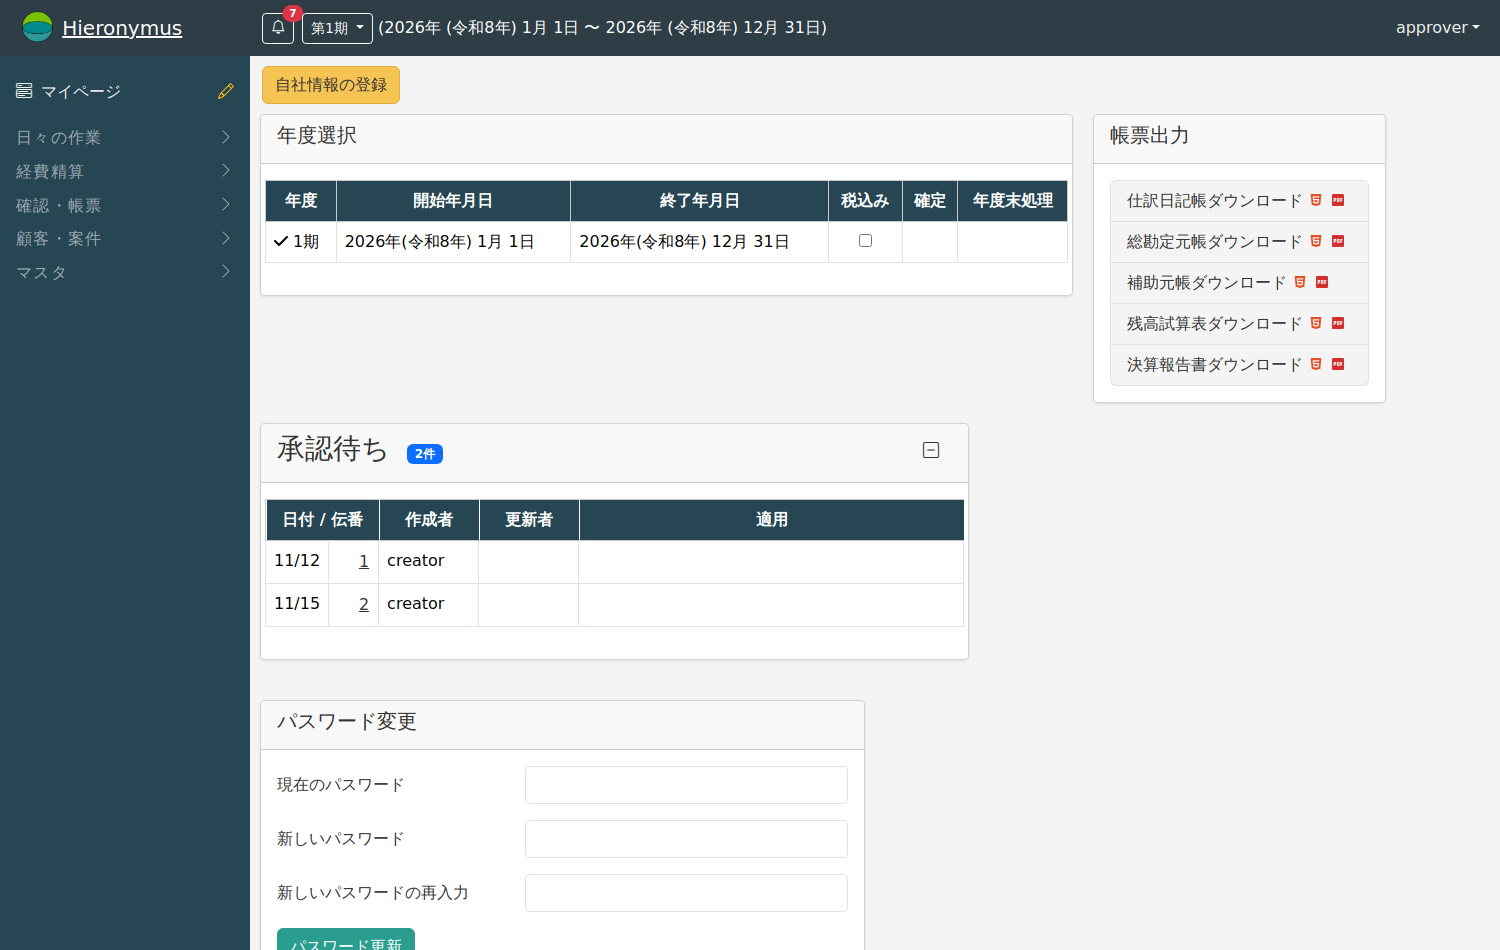 Hieronymus
7
第1期
(2026年 (令和8年) 1月 1日 〜 2026年 (令和8年) 12月 31日)
approver
マイページ
日々の作業
経費精算
確認・帳票
顧客・案件
マスタ
自社情報の登録
年度選択
年度 開始年月日 終了年月日 税込み 確定 年度末処理
1期 2026年(令和8年) 1月 1日 2026年(令和8年) 12月 31日
帳票出力
仕訳日記帳ダウンロード PDF
総勘定元帳ダウンロード PDF
補助元帳ダウンロード PDF
残高試算表ダウンロード PDF
決算報告書ダウンロード PDF
承認待ち 2件
日付 / 伝番 作成者 更新者 適用
11/12 1 creator
11/15 2 creator
パスワード変更
現在のパスワード
新しいパスワード
新しいパスワードの再入力
パスワード更新